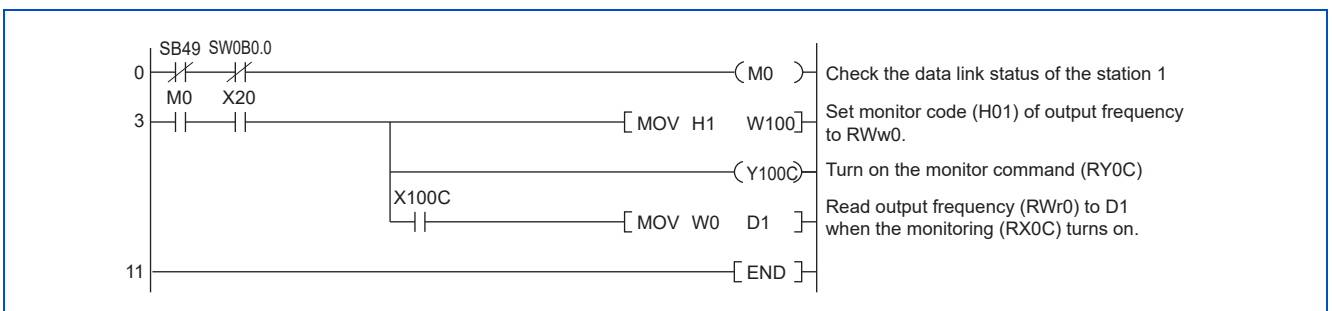 SB49 SW0B0.0
0 M0 Check the data link status of the station 1
M0 X20
3 MOV H1 W100 Set monitor code (H01) of output frequency
to RWw0.
Y100C Turn on the monitor command (RY0C)
X100C
MOV W0 D1 Read output frequency (RWr0) to D1
when the monitoring (RX0C) turns on.
11 END